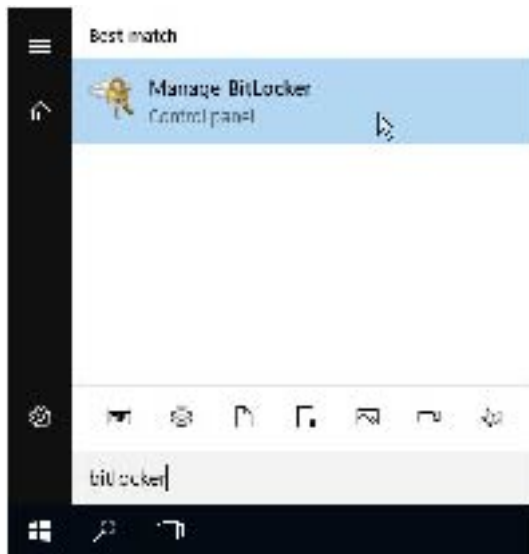 Best match
Manage BitLocker
Control panel
bitlocker